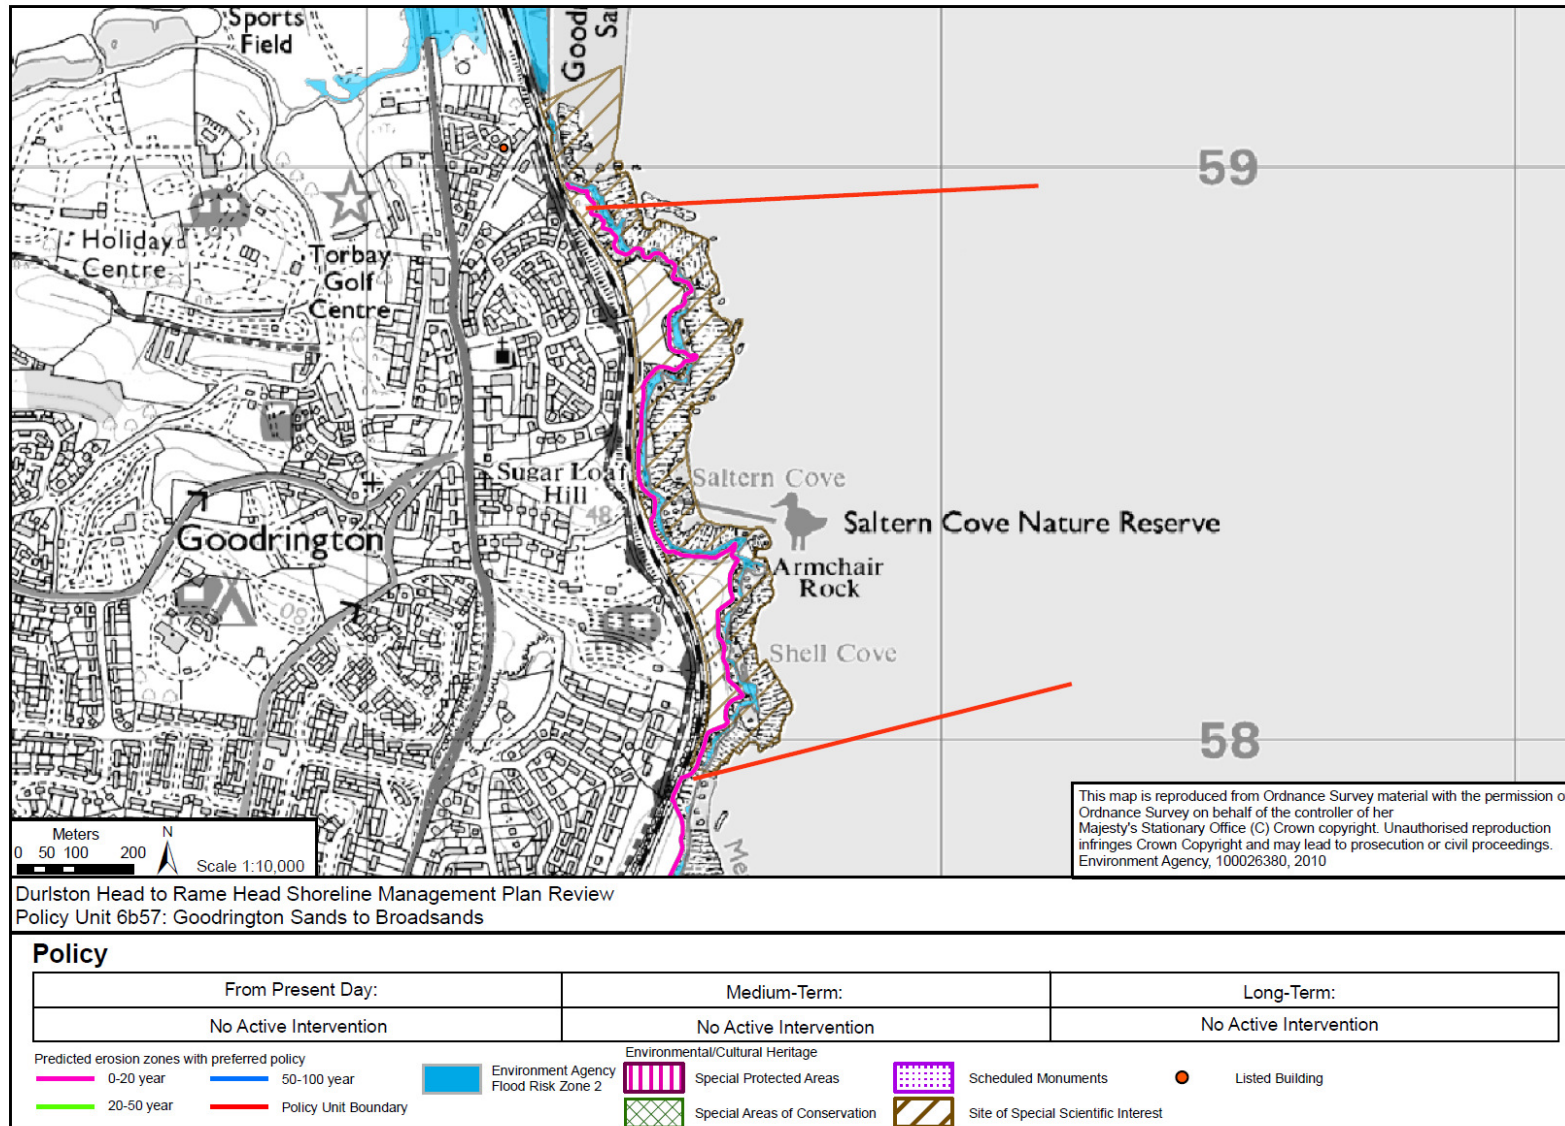 Sports
Field
Goodr
Sa
59
Holiday
Centre
Torbay
Golf
Centre
Sugar Loaf
Hill
48
Saltern Cove
Saltern Cove Nature Reserve
Goodrington
Armchair
Rock
80
Shell Cove
58
Me
Meters
0 50 100 200
N
Scale 1:10,000
This map is reproduced from Ordnance Survey material with the permission o
Ordnance Survey on behalf of the controller of her
Majesty's Stationary Office (C) Crown copyright. Unauthorised reproduction
infringes Crown Copyright and may lead to prosecution or civil proceedings.
Environment Agency, 100026380, 2010
Durlston Head to Rame Head Shoreline Management Plan Review
Policy Unit 6b57: Goodrington Sands to Broadsands
Policy
From Present Day: Medium-Term: Long-Term:
No Active Intervention No Active Intervention No Active Intervention
Predicted erosion zones with preferred policy
0-20 year
50-100 year
20-50 year
Policy Unit Boundary
Environment Agency
Flood Risk Zone 2
Environmental/Cultural Heritage
Special Protected Areas
Scheduled Monuments
Listed Building
Special Areas of Conservation
Site of Special Scientific Interest